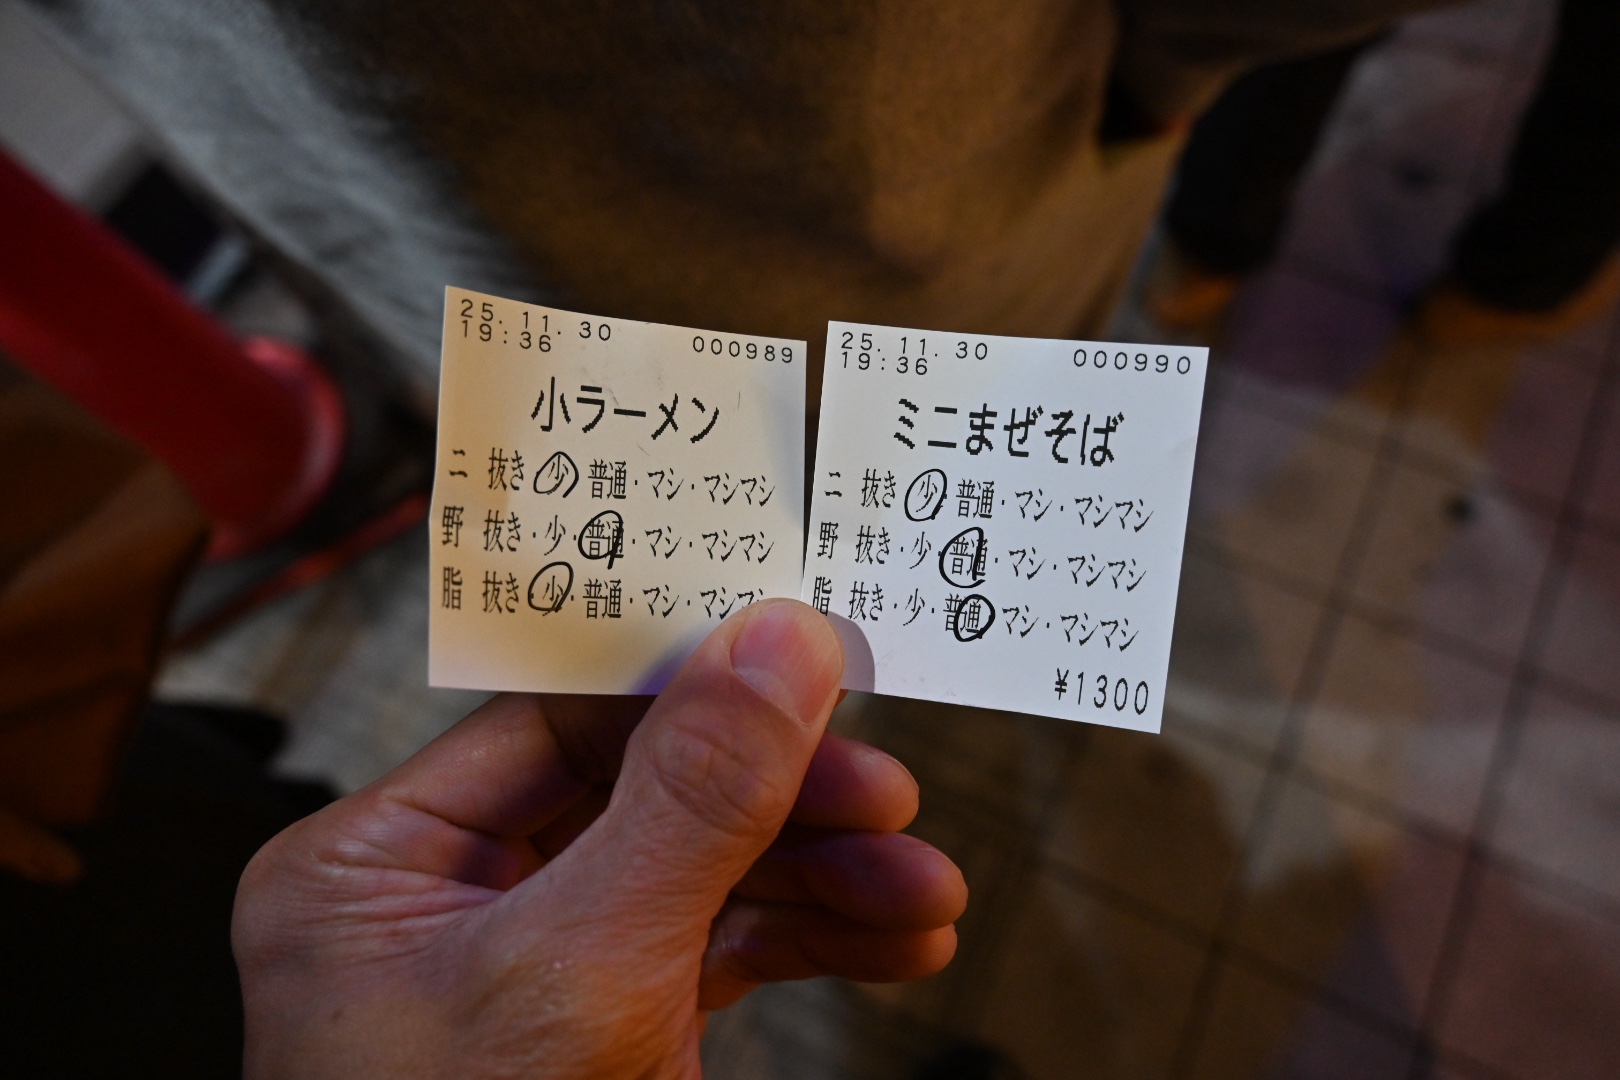 25. 11. 30
19:36
000989
小ラーメン
ニ 抜き 少 普通・マシ・マシマシ
野 抜き・少・普通・マシ・マシマシ
脂 抜き 少・普通・マシ・マシマシ
25. 11. 30
19:36
000990
ミニまぜそば
ニ 抜き 少 普通・マシ・マシマシ
野 抜き・少・普通・マシ・マシマシ
脂 抜き・少・普通 マシ・マシマシ
¥1300